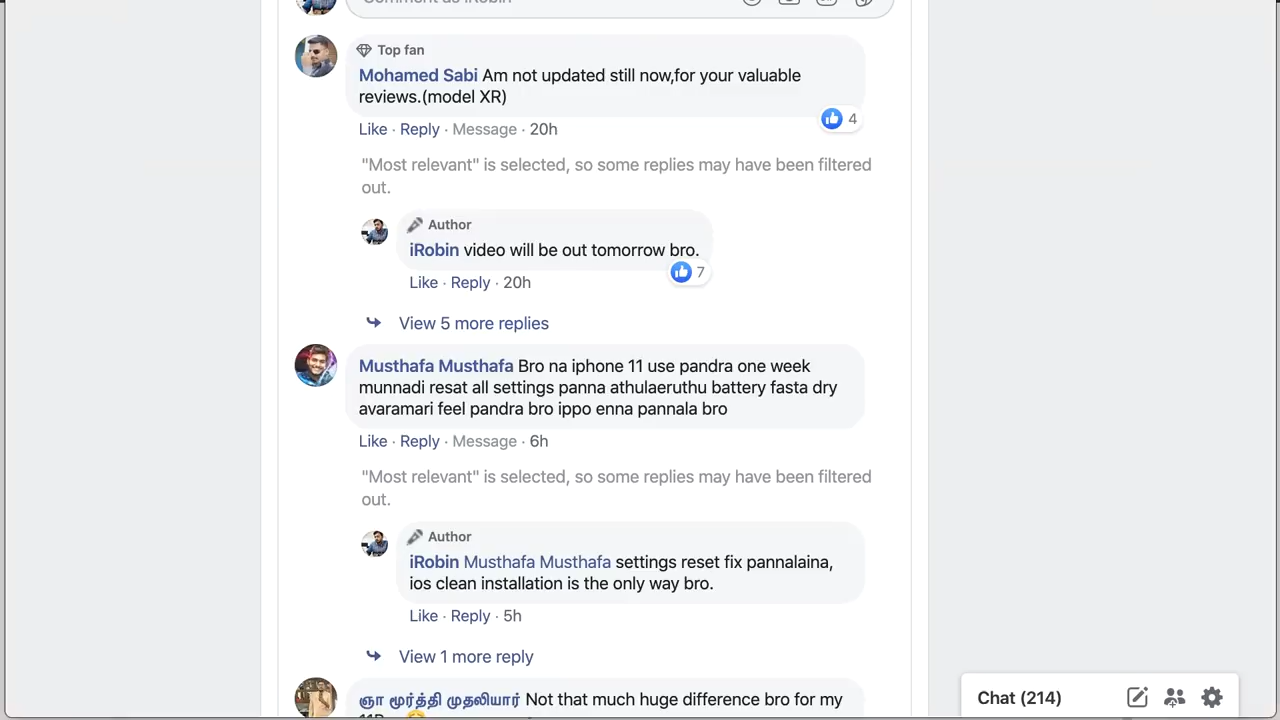 Comment as iRobin
Top fan
Mohamed Sabi Am not updated still now,for your valuable
reviews.(model XR)
4
Like · Reply · Message · 20h
"Most relevant" is selected, so some replies may have been filtered
out.
Author
iRobin video will be out tomorrow bro.
7
Like · Reply · 20h
View 5 more replies
Musthafa Musthafa Bro na iphone 11 use pandra one week
munnadi resat all settings panna athulaeruthu battery fasta dry
avaramari feel pandra bro ippo enna pannala bro
Like · Reply · Message · 6h
"Most relevant" is selected, so some replies may have been filtered
out.
Author
iRobin Musthafa Musthafa settings reset fix pannalaina,
ios clean installation is the only way bro.
Like · Reply · 5h
View 1 more reply
ஞா மூர்த்தி முதலியார் Not that much huge difference bro for my
Chat (214)